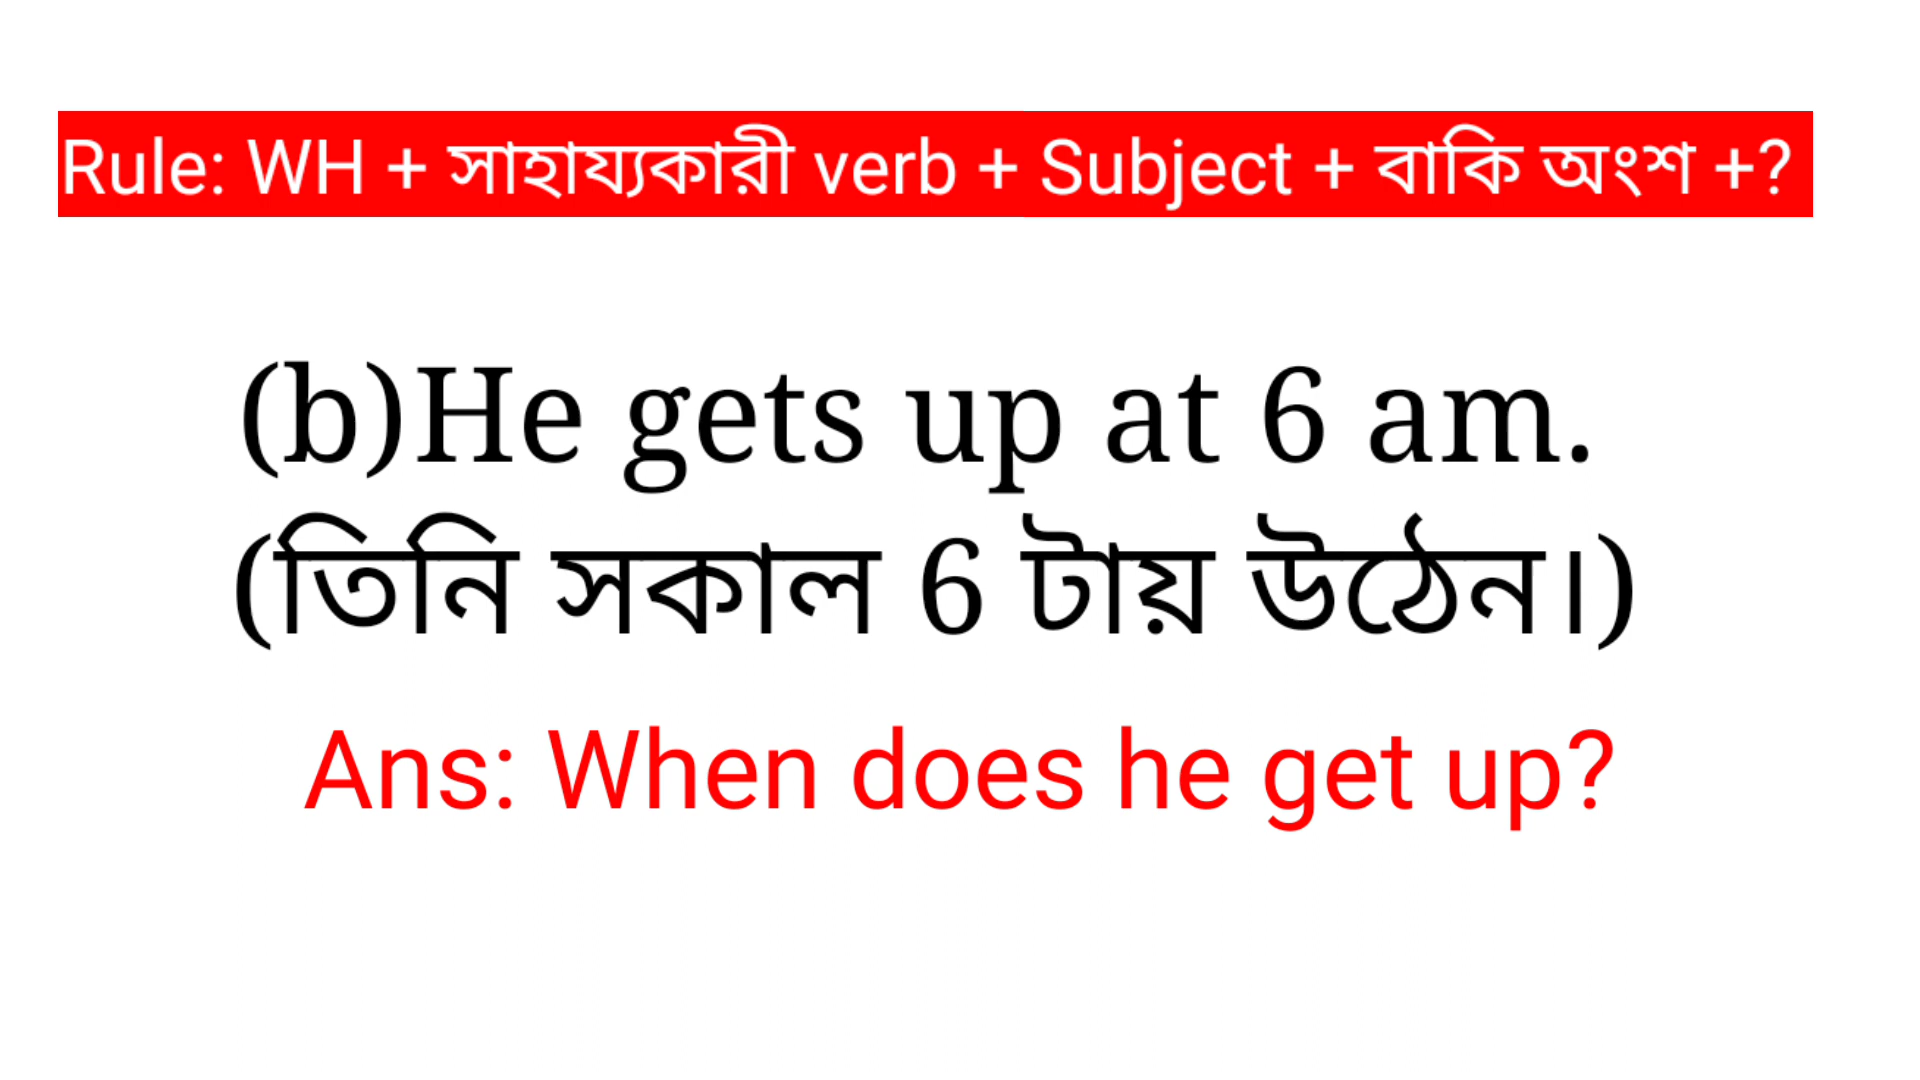 Rule: WH + সাহায্যকারী verb + Subject + বাকি অংশ +?
(b)He gets up at 6 am.
(তিনি সকাল 6 টায় উঠেন।)
Ans: When does he get up?